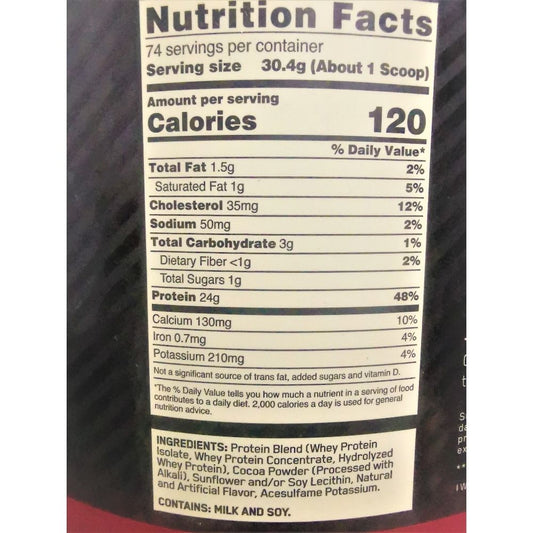 Nutrition Facts
74 servings per container
Serving size 30.4g (About 1 Scoop)
Amount per serving
Calories 120
% Daily Value*
Total Fat 1.5g 2%
Saturated Fat 1g 5%
Cholesterol 35mg 12%
Sodium 50mg 2%
Total Carbohydrate 3g 1%
Dietary Fiber <1g 2%
Total Sugars 1g
Protein 24g 48%
Calcium 130mg 10%
Iron 0.7mg 4%
Potassium 210mg 4%
Not a significant source of trans fat, added sugars and vitamin D.
*The % Daily Value tells you how much a nutrient in a serving of food
contributes to a daily diet. 2,000 calories a day is used for general
nutrition advice.
INGREDIENTS: Protein Blend (Whey Protein
Isolate, Whey Protein Concentrate, Hydrolyzed
Whey Protein), Cocoa Powder (Processed with
Alkali), Sunflower and/or Soy Lecithin, Natural
and Artificial Flavor, Acesulfame Potassium.
CONTAINS: MILK AND SOY.